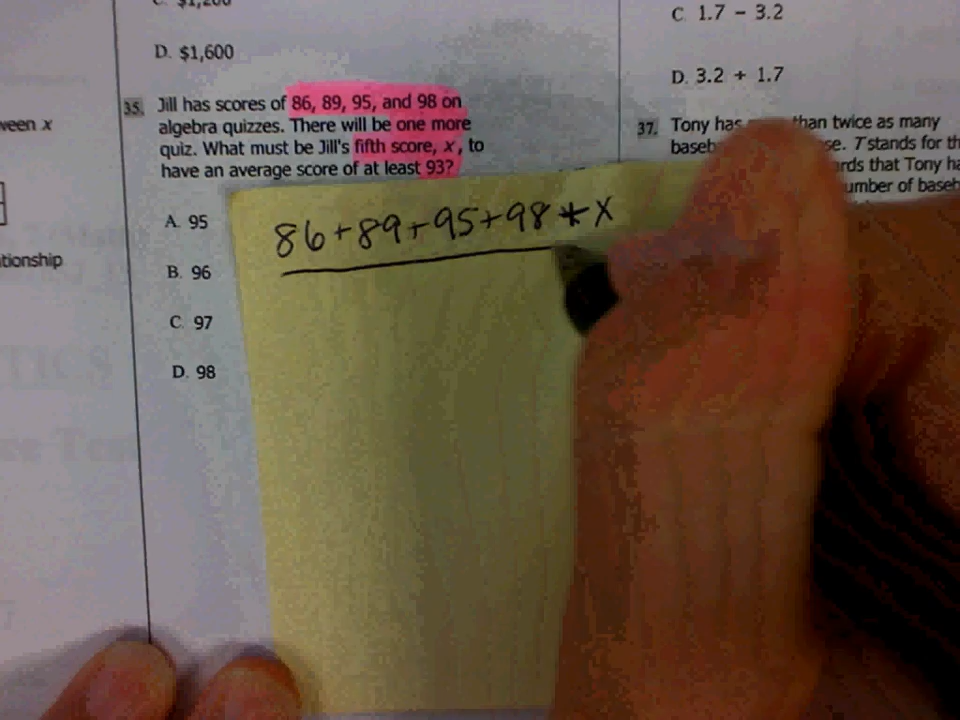 D. $1,600
35. Jill has scores of 86, 89, 95, and 98 on
algebra quizzes. There will be one more
quiz. What must be Jill's fifth score, x, to
have an average score of at least 93?
A. 95
B. 96
C. 97
D. 98
86+89+95+98+x
C. 1.7 - 3.2
D. 3.2 + 1.7
37. Tony has than twice as many
se. T stands for th
that Tony ha
of
x